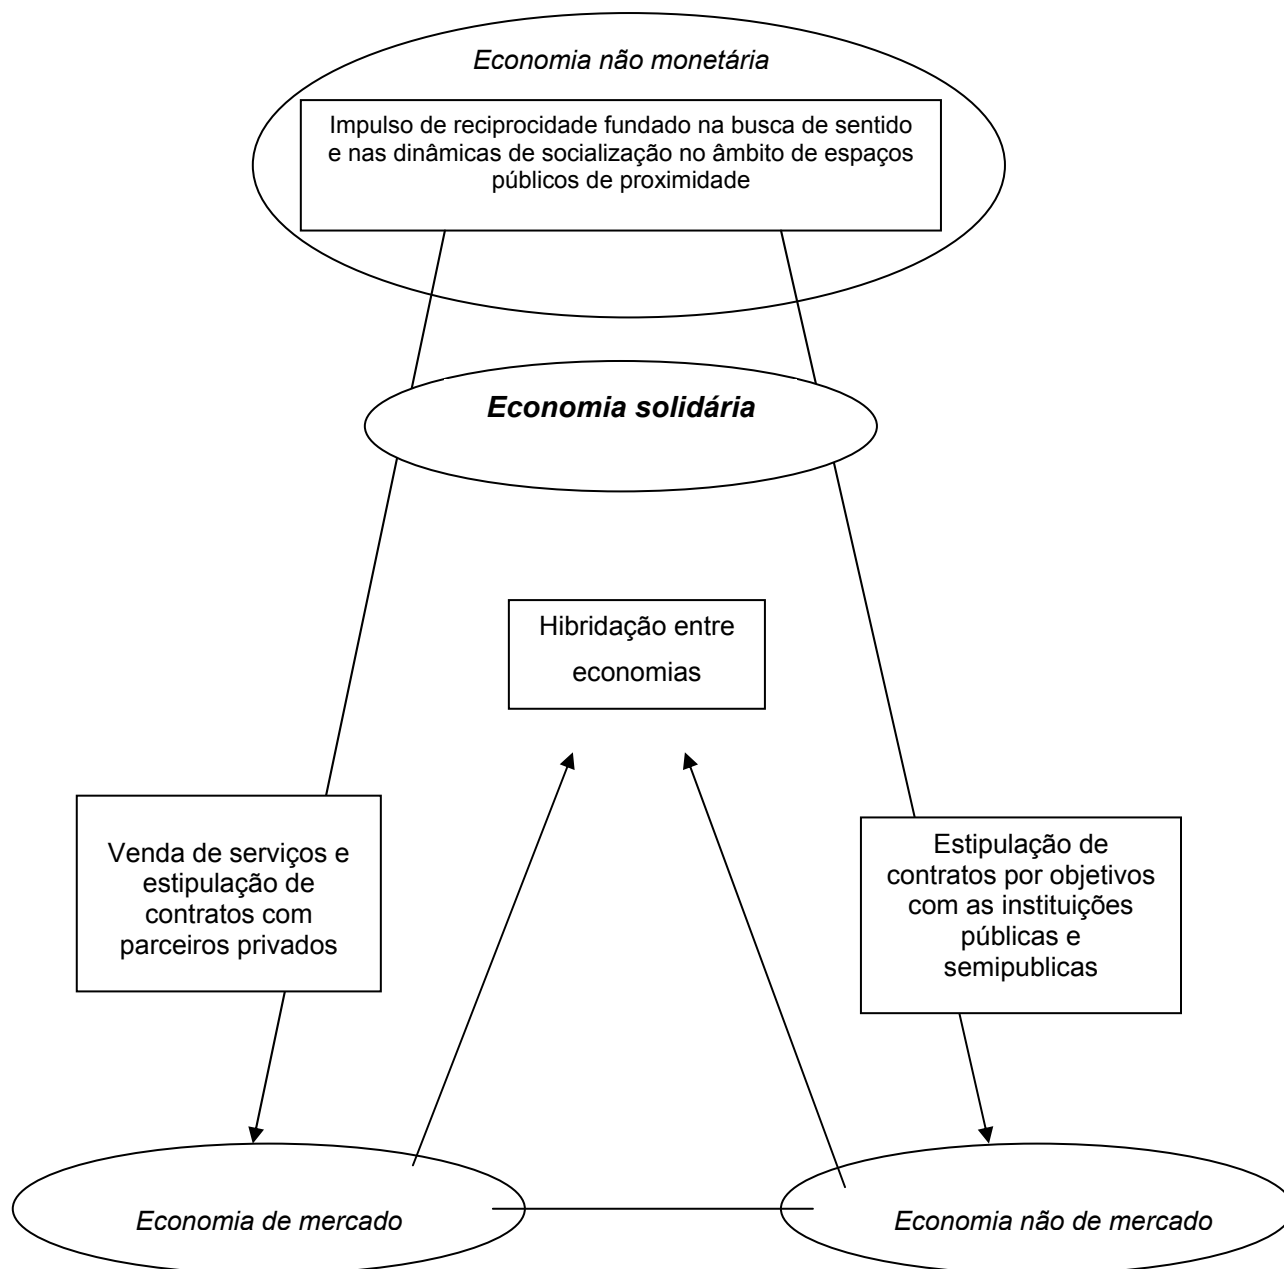 Economia não monetária
Impulso de reciprocidade fundado na busca de sentido
e nas dinâmicas de socialização no âmbito de espaços
públicos de proximidade
Economia solidária
Hibridação entre
economias
Venda de serviços e
estipulação de
contratos com
parceiros privados
Estipulação de
contratos por objetivos
com as instituições
públicas e
semipublicas
Economia de mercado
Economia não de mercado